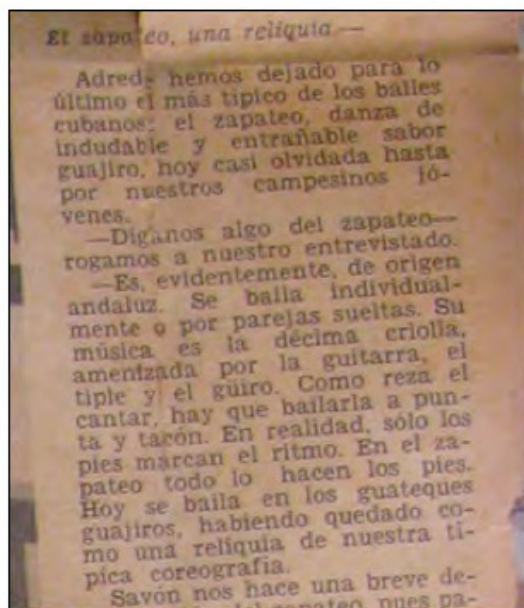 El zapateo, una reliquia.—
Adrede hemos dejado para lo
último el más típico de los bailes
cubanos: el zapateo, danza de
indudable y entrañable sabor
guajiro, hoy casi olvidada hasta
por nuestros campesinos jó-
venes.
—Díganos algo del zapateo—
rogamos a nuestro entrevistado.
—Es, evidentemente, de origen
andaluz. Se baila individual-
mente o por parejas sueltas. Su
música es la décima criolla,
amenizada por la guitarra, el
tiple y el güiro. Como reza el
cantar, hay que bailarla a pun-
ta y tacón. En realidad, sólo los
pies marcan el ritmo. En el za-
pateo todo lo hacen los pies.
Hoy se baila en los guateques
guajiros, habiendo quedado co-
mo una reliquia de nuestra tí-
pica coreografía.
Savón nos hace una breve de-
del zapateo, pues pa-